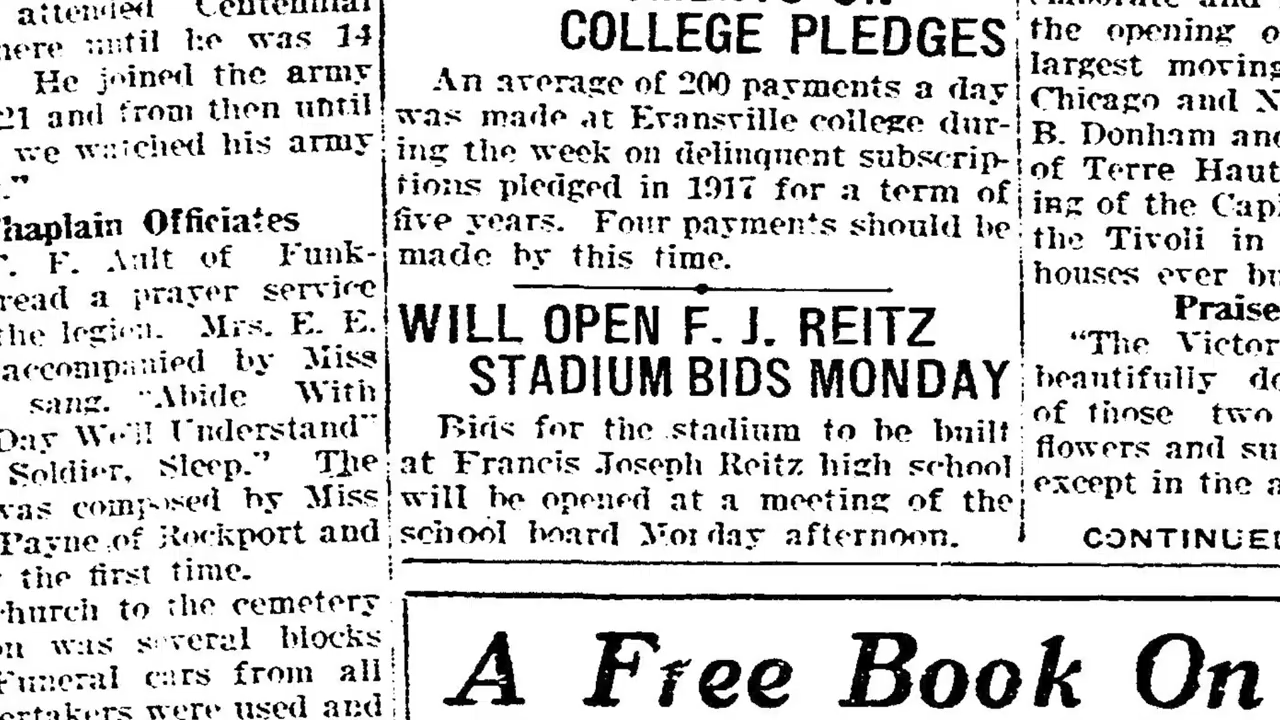 attended Centennial
here until he was 14
He joined the army
21 and from then until
we watched his army
."
haplain Officiates
F. Ault of Funk-
read a prayer service
the legion. Mrs. E. E.
accompanied by Miss
sang. "Abide With
Day We'll Understand"
Soldier, Sleep." The
was composed by Miss
Payne of Rockport and
the first time.
hurch to the cemetery
on was several blocks
Funeral cars from all
ertakers were used and
COLLEGE PLEDGES
An average of 200 payments a day
was made at Evansville college dur-
ing the week on delinquent subscrip-
tions pledged in 1917 for a term of
five years. Four payments should be
made by this time.
WILL OPEN F. J. REITZ
STADIUM BIDS MONDAY
Bids for the stadium to be built
at Francis Joseph Reitz high school
will be opened at a meeting of the
school board Monday afternoon.
the opening o
largest moving
Chicago and N
B. Donham and
of Terre Haut
ing of the Capi
the Tivoli in
houses ever bu
Praise
"The Victor
beautifully de
of those two
flowers and su
except in the a
CONTINUED
A Free Book On